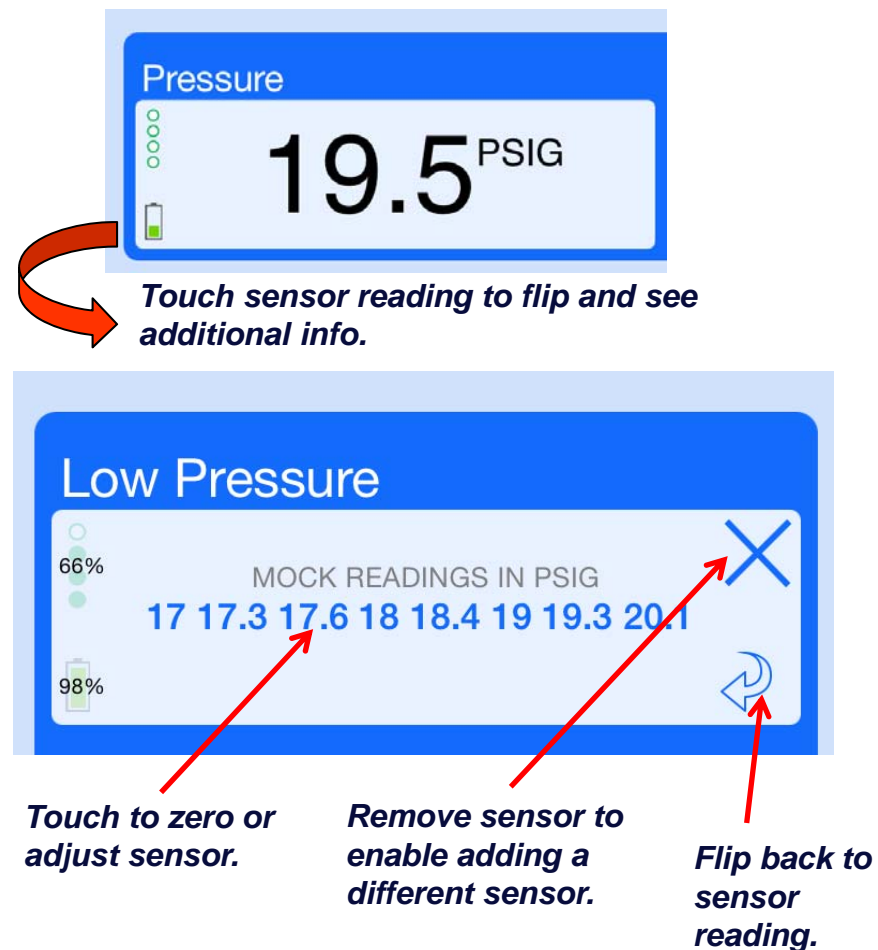 Pressure
19.5 PSIG
Touch sensor reading to flip and see
additional info.
Low Pressure
66%
MOCK READINGS IN PSIG
17 17.3 17.6 18 18.4 19 19.3 20.1
98%
Touch to zero or
adjust sensor.
Remove sensor to
enable adding a
different sensor.
Flip back to
sensor
reading.